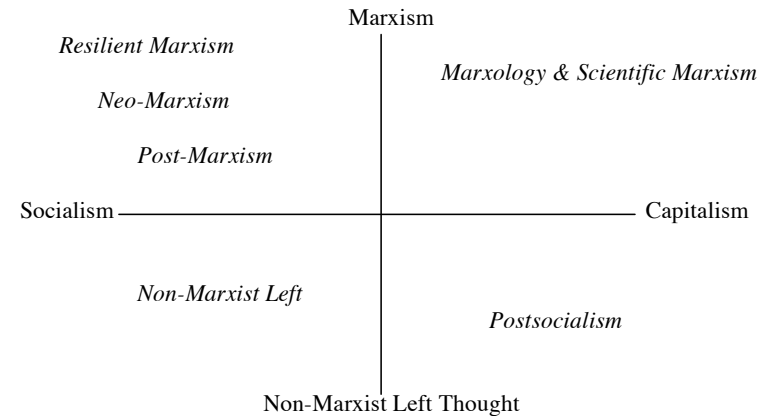 Marxism
Resilient Marxism
Marxology & Scientific Marxism
Neo-Marxism
Post-Marxism
Socialism
Capitalism
Non-Marxist Left
Postsocialism
Non-Marxist Left Thought